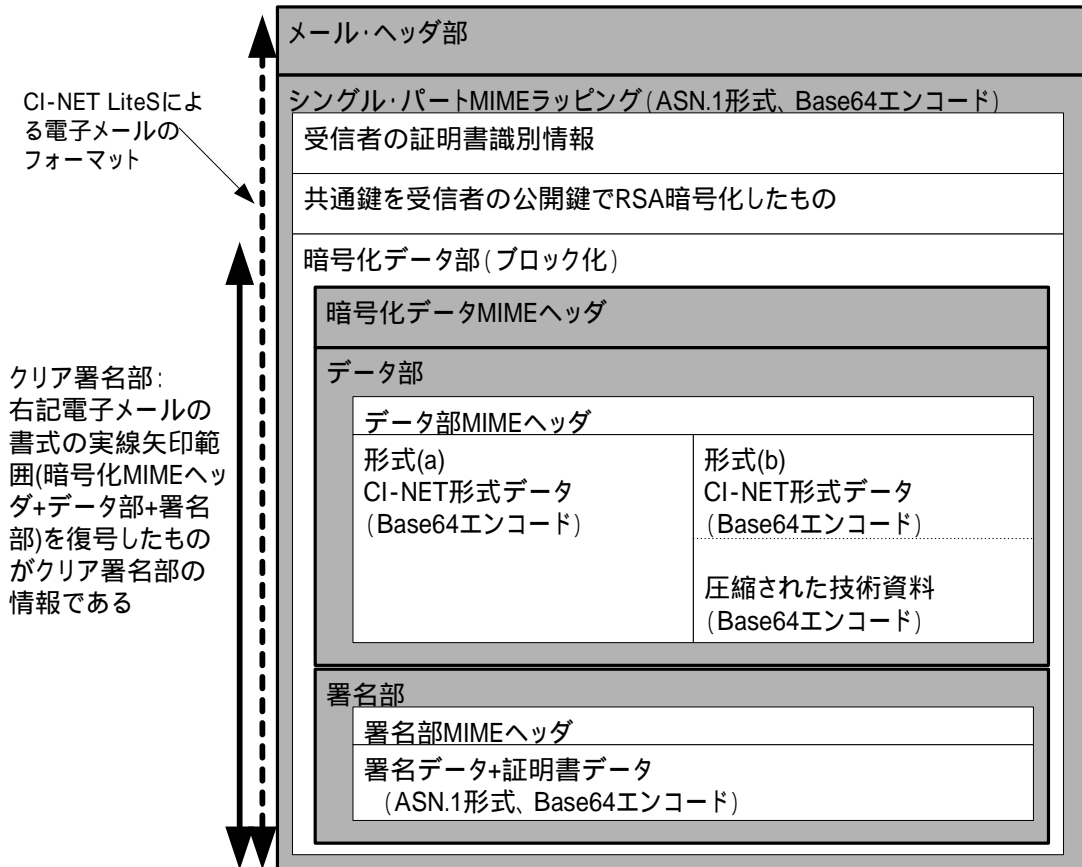 メール・ヘッダ部
CI-NET LiteSによ
る電子メールの
フォーマット
シングル・パートMIMEラッピング(ASN.1形式、Base64エンコード)
受信者の証明書識別情報
共通鍵を受信者の公開鍵でRSA暗号化したもの
暗号化データ部(ブロック化)
暗号化データMIMEヘッダ
クリア署名部:
右記電子メールの
書式の実線矢印範
囲(暗号化MIMEヘッ
ダ+データ部+署名
部)を復号したもの
がクリア署名部の
情報である
データ部
データ部MIMEヘッダ
形式(a)
CI-NET形式データ
(Base64エンコード)
形式(b)
CI-NET形式データ
(Base64エンコード)
圧縮された技術資料
(Base64エンコード)
署名部
署名部MIMEヘッダ
署名データ+証明書データ
(ASN.1形式、Base64エンコード)